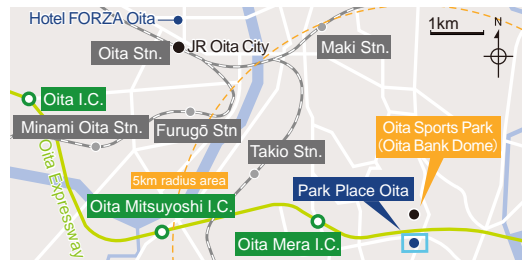 Hotel FORZA Oita
1km
N
Oita Stn.
JR Oita City
Maki Stn.
Oita I.C.
Minami Oita Stn.
Furugō Stn
Oita Sports Park
(Oita Bank Dome)
Takio Stn.
Oita Expressway
5km radius area
Park Place Oita
Oita Mitsuyoshi I.C.
Oita Mera I.C.